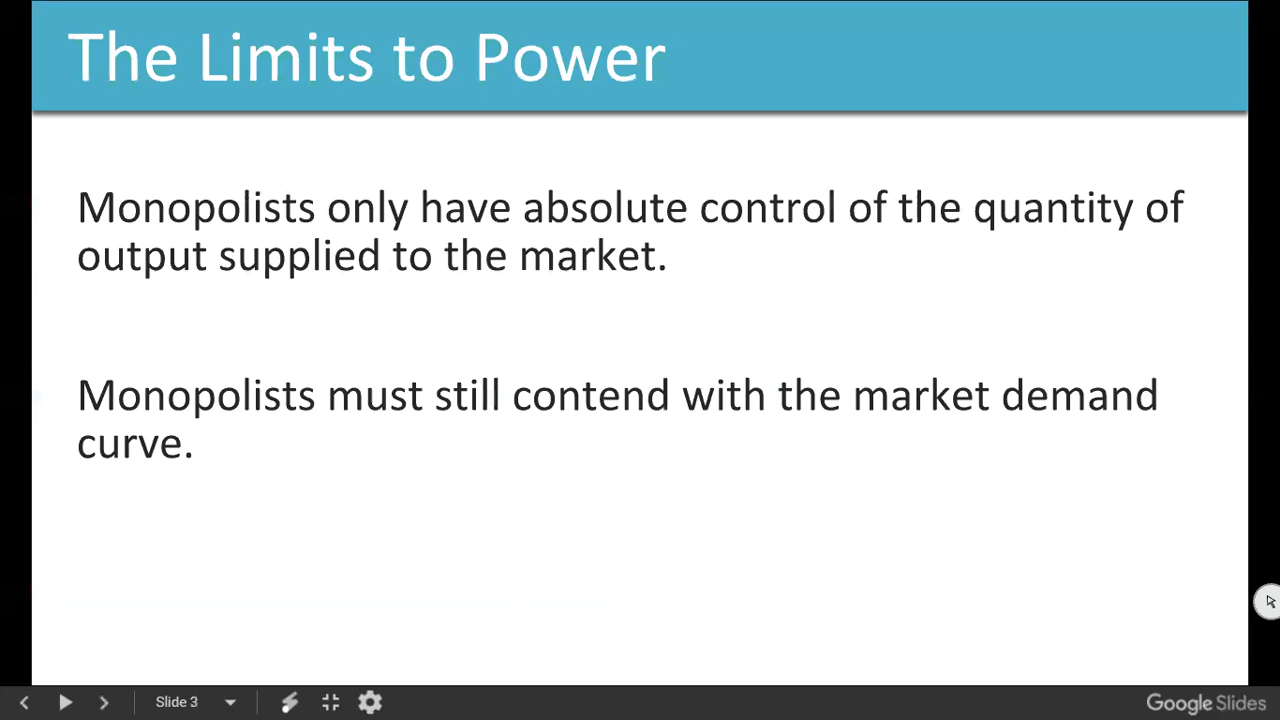 The Limits to Power
Monopolists only have absolute control of the quantity of
output supplied to the market.
Monopolists must still contend with the market demand
curve.
Slide 3
Google Slides